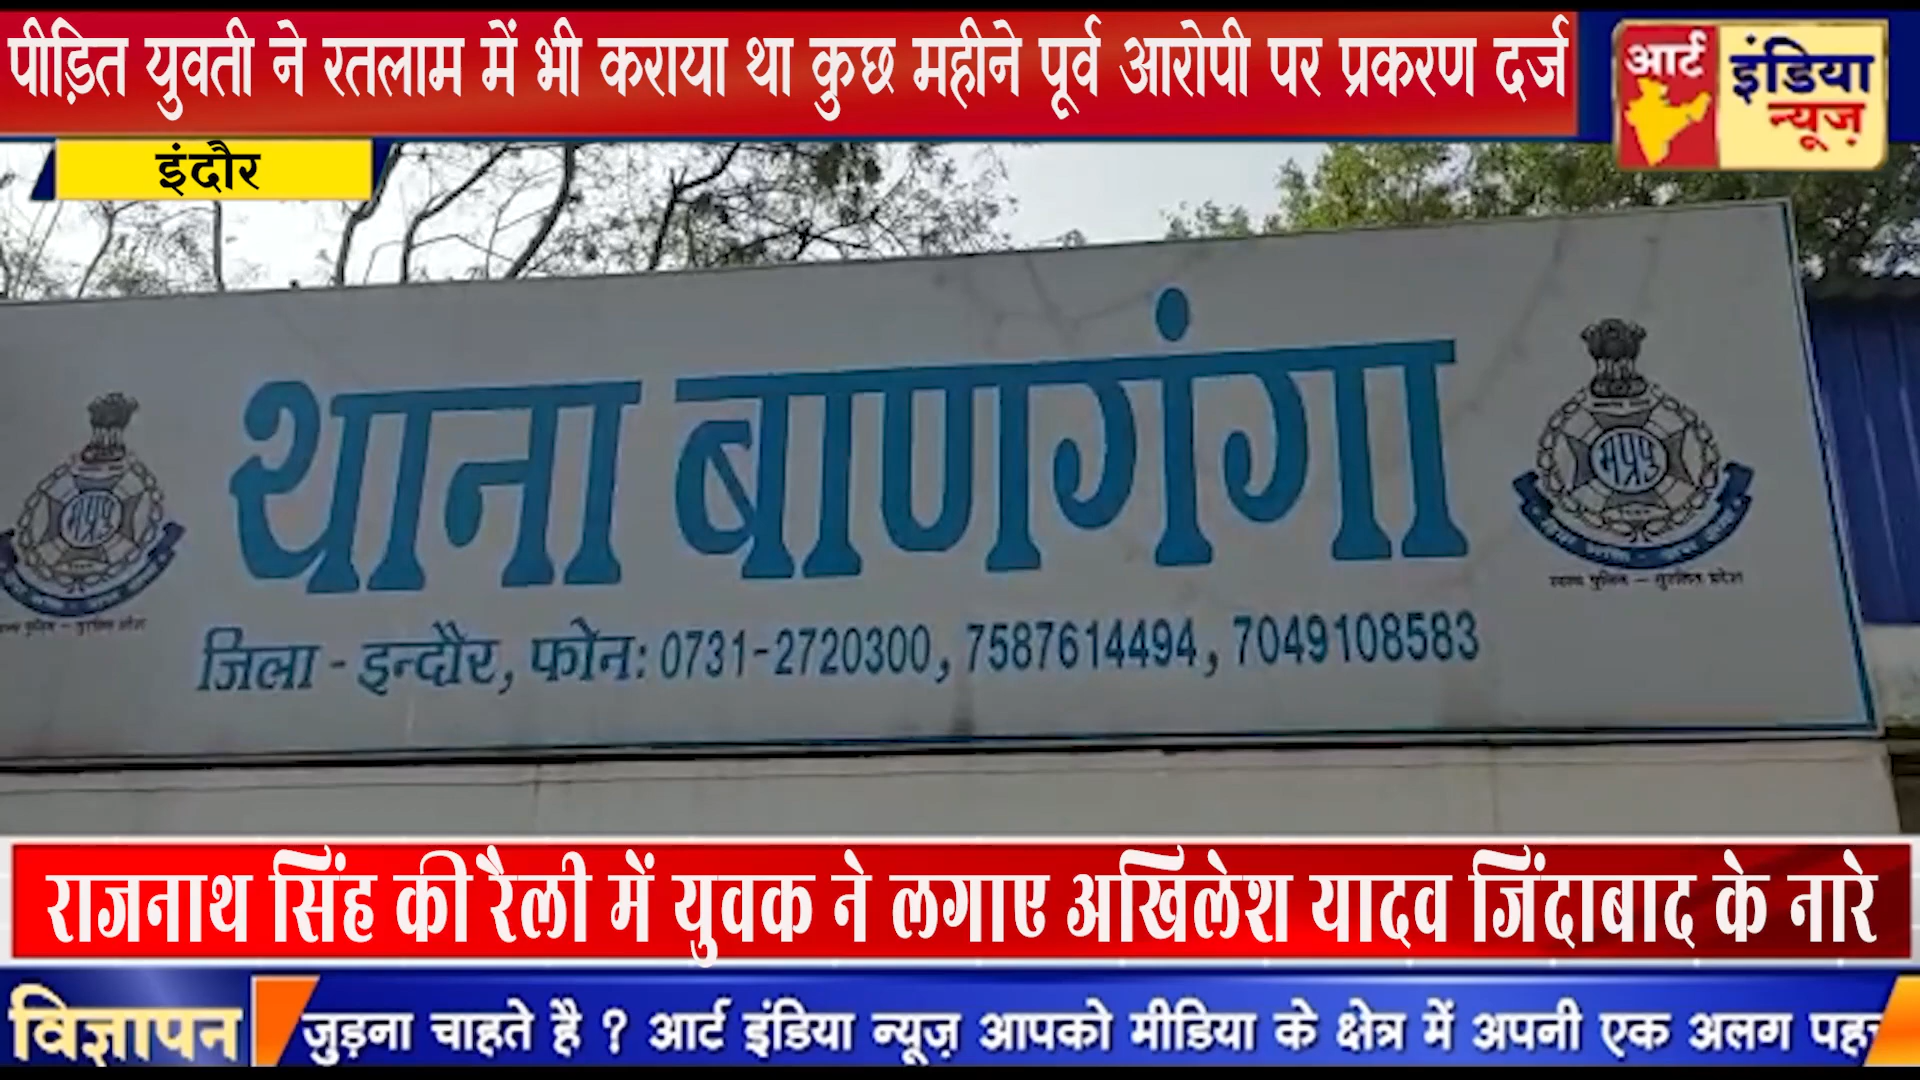 पीड़ित युवती ने रतलाम में भी कराया था कुछ महीने पूर्व आरोपी पर प्रकरण दर्ज
आर्ट इंडिया न्यूज़
इंदौर
थाना बाणगंगा
जिला - इन्दौर, फोन: 0731-2720300, 7587614494, 7049108583
राजनाथ सिंह की रैली में युवक ने लगाए अखिलेश यादव जिंदाबाद के नारे
विज्ञापन
जुड़ना चाहते है ? आर्ट इंडिया न्यूज़ आपको मीडिया के क्षेत्र में अपनी एक अलग